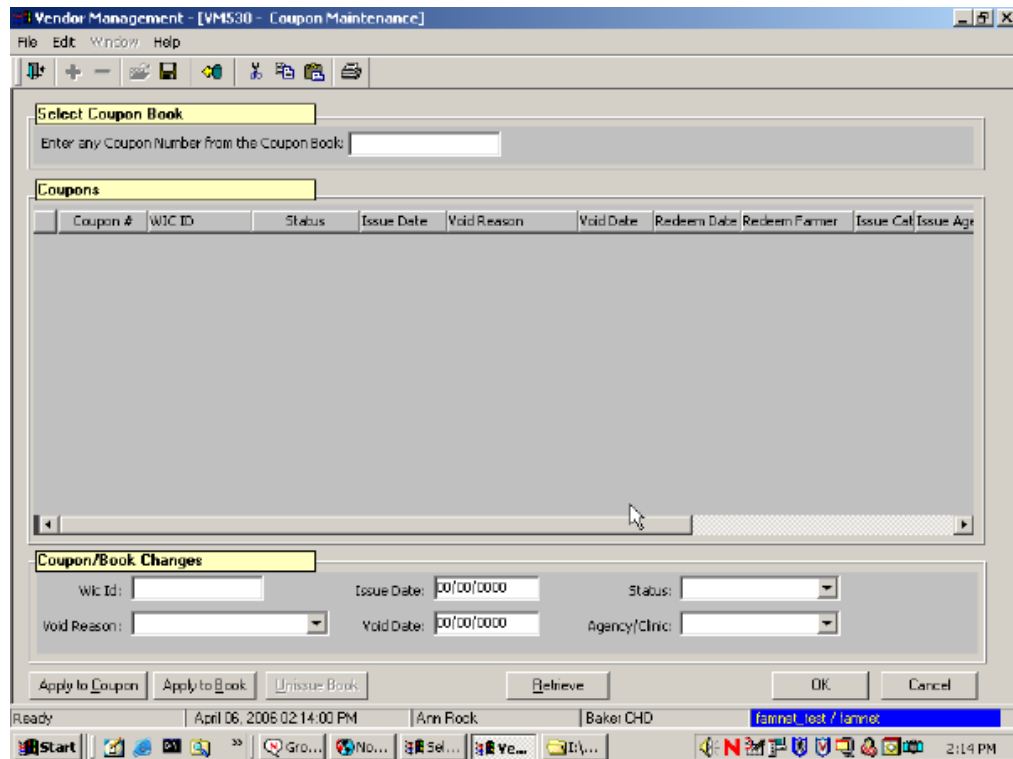 Vendor Management - [VM530 - Coupon Maintenance]
File Edit Window Help
Select Coupon Book
Enter any Coupon Number from the Coupon Book:
Coupons
Coupon # WIC ID Status Issue Date Void Reason Void Date Redeem Date Redeem Farmer Issue Cat Issue Age
Coupon/Book Changes
Wic Id: Issue Date: 00/00/0000 Status:
Void Reason: Void Date: 00/00/0000 Agency/Clinic:
Apply to Coupon Apply to Book Unissue Book Retrieve OK Cancel
Ready April 06, 2006 02:14:00 PM Ann Rock Baker CHD famnet_test / famnet
Start » Gro... No... Sel... Ve... I:\... 2:14 PM